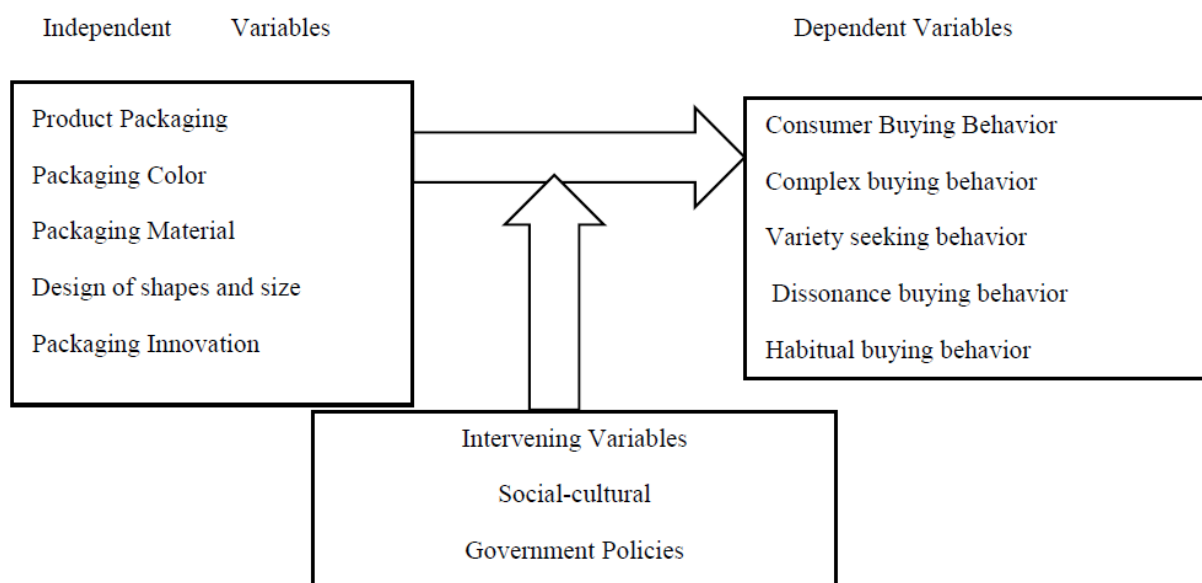 Independent Variables
Dependent Variables
Product Packaging
Packaging Color
Packaging Material
Design of shapes and size
Packaging Innovation
Consumer Buying Behavior
Complex buying behavior
Variety seeking behavior
Dissonance buying behavior
Habitual buying behavior
Intervening Variables
Social-cultural
Government Policies